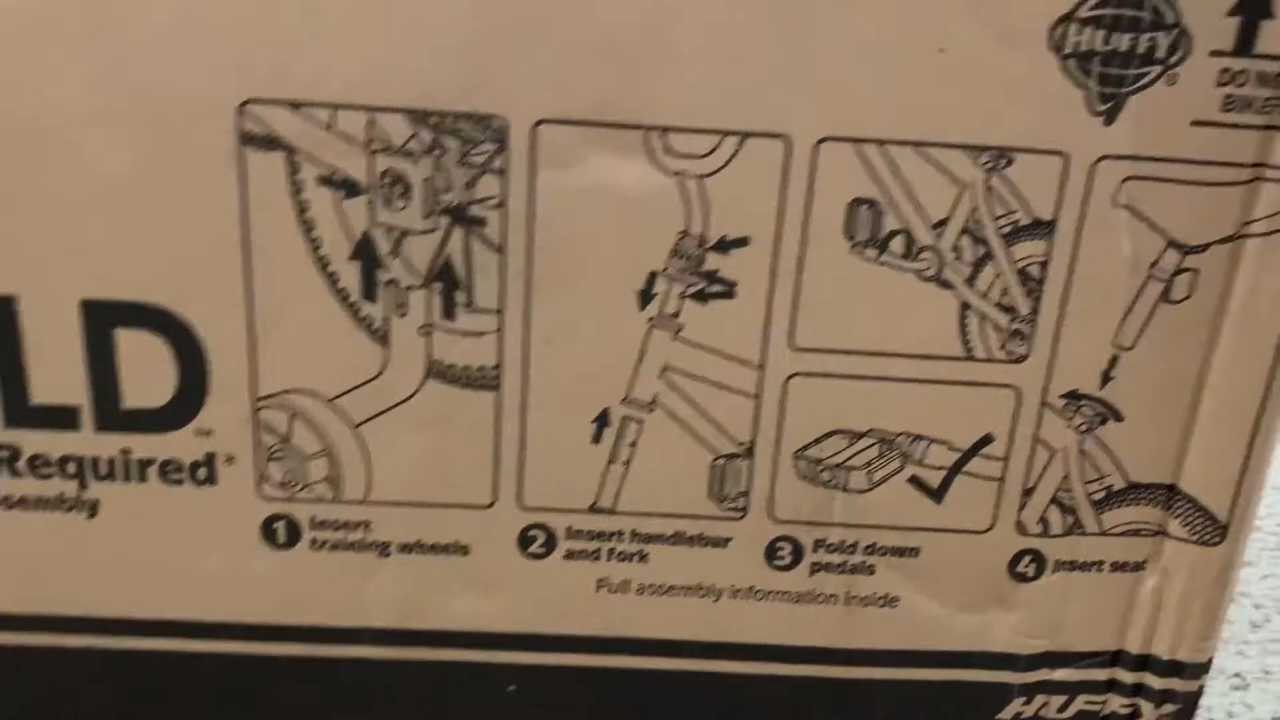 HUFFY
®
DO NO
BIKE
LD™
Required*
ssembly
1 Insert
training wheels
2 Insert handlebar
and fork
3 Fold down
pedals
4 Insert seat
Full assembly information inside
HUFFY